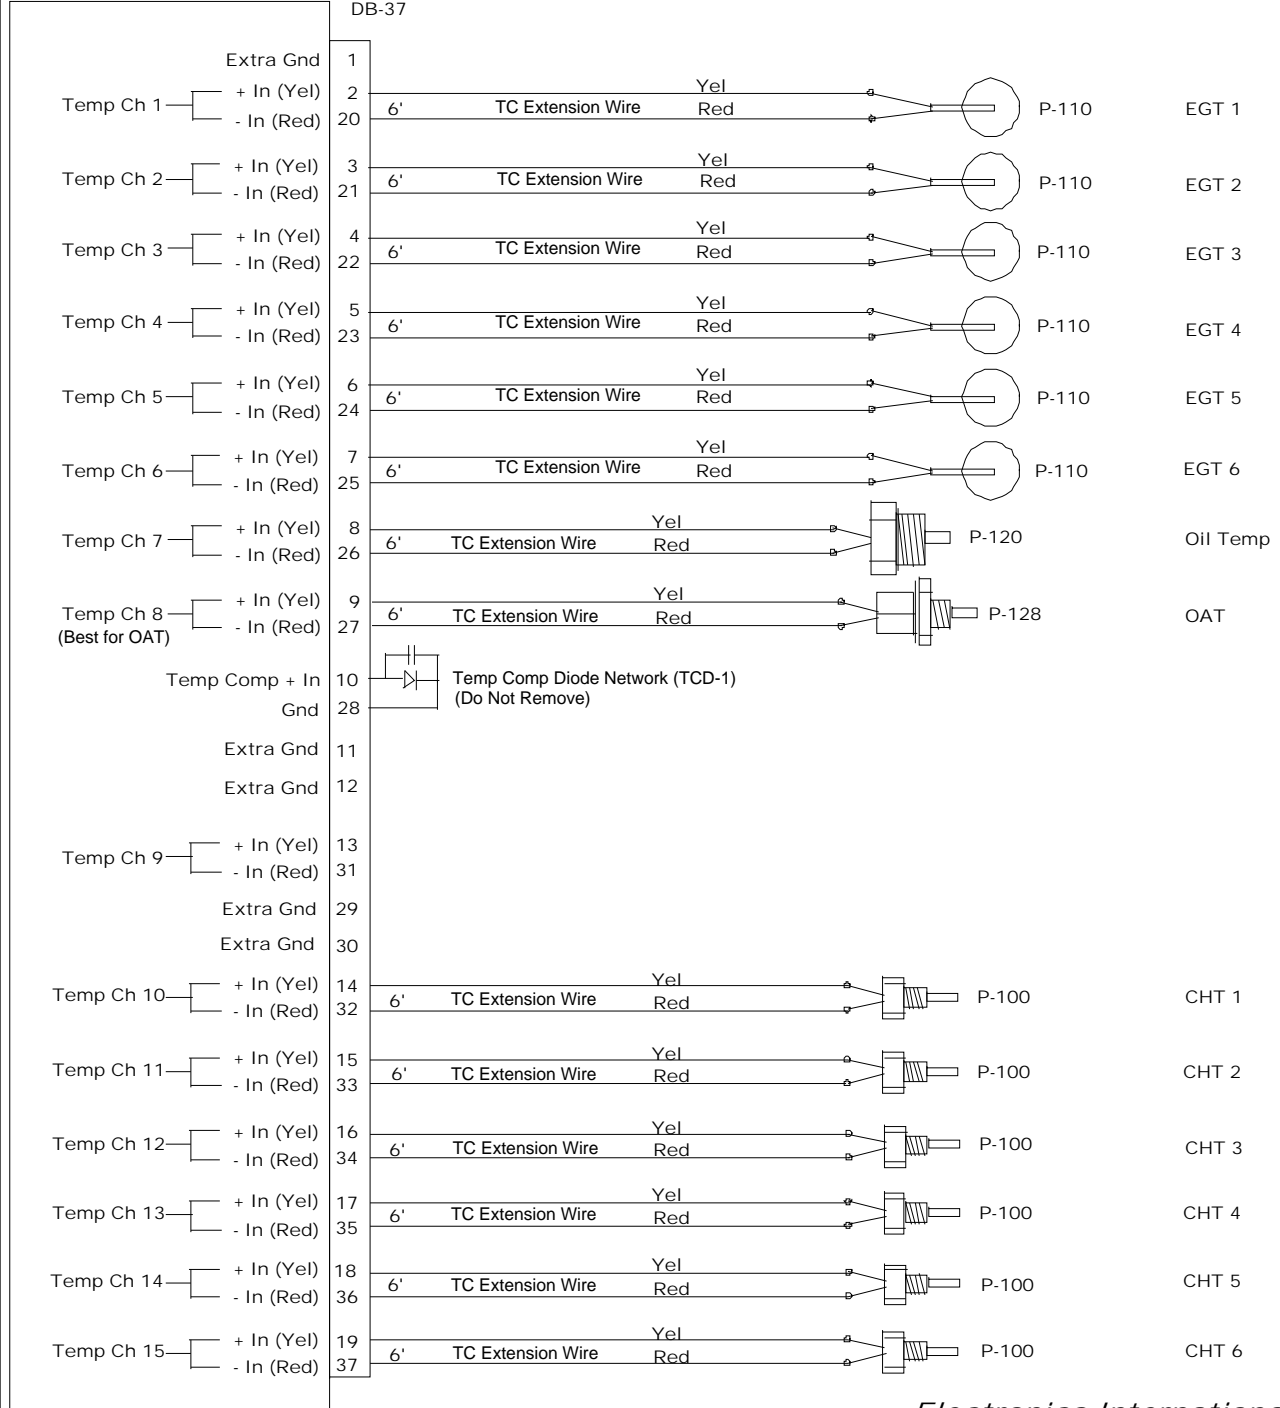 DB-37
Extra Gnd 1
Temp Ch 1 + In (Yel) 2 Yel
- In (Red) 20 6' TC Extension Wire Red P-110 EGT 1
Temp Ch 2 + In (Yel) 3 Yel
- In (Red) 21 6' TC Extension Wire Red P-110 EGT 2
Temp Ch 3 + In (Yel) 4 Yel
- In (Red) 22 6' TC Extension Wire Red P-110 EGT 3
Temp Ch 4 + In (Yel) 5 Yel
- In (Red) 23 6' TC Extension Wire Red P-110 EGT 4
Temp Ch 5 + In (Yel) 6 Yel
- In (Red) 24 6' TC Extension Wire Red P-110 EGT 5
Temp Ch 6 + In (Yel) 7 Yel
- In (Red) 25 6' TC Extension Wire Red P-110 EGT 6
Temp Ch 7 + In (Yel) 8 Yel
- In (Red) 26 6' TC Extension Wire Red P-120 Oil Temp
Temp Ch 8 + In (Yel) 9 Yel
(Best for OAT) - In (Red) 27 6' TC Extension Wire Red P-128 OAT
Temp Comp + In 10 Temp Comp Diode Network (TCD-1)
(Do Not Remove)
Gnd 28
Extra Gnd 11
Extra Gnd 12
Temp Ch 9 + In (Yel) 13
- In (Red) 31
Extra Gnd 29
Extra Gnd 30
Temp Ch 10 + In (Yel) 14 Yel
- In (Red) 32 6' TC Extension Wire Red P-100 CHT 1
Temp Ch 11 + In (Yel) 15 Yel
- In (Red) 33 6' TC Extension Wire Red P-100 CHT 2
Temp Ch 12 + In (Yel) 16 Yel
- In (Red) 34 6' TC Extension Wire Red P-100 CHT 3
Temp Ch 13 + In (Yel) 17 Yel
- In (Red) 35 6' TC Extension Wire Red P-100 CHT 4
Temp Ch 14 + In (Yel) 18 Yel
- In (Red) 36 6' TC Extension Wire Red P-100 CHT 5
Temp Ch 15 + In (Yel) 19 Yel
- In (Red) 37 6' TC Extension Wire Red P-100 CHT 6